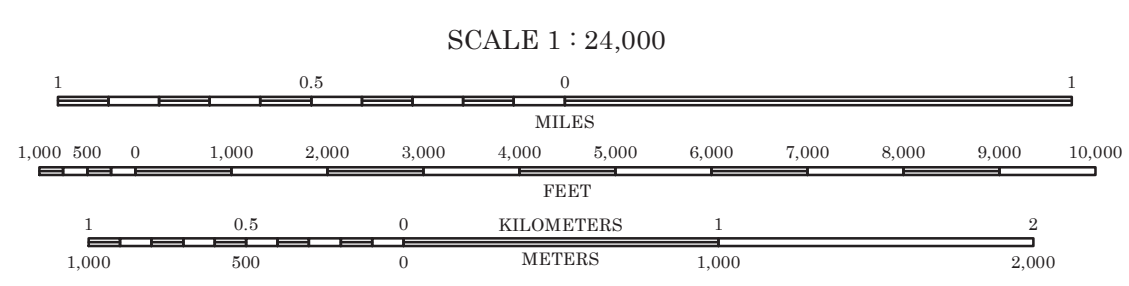 SCALE 1 : 24,000
1 0.5 0 1
MILES
1,000 500 0 1,000 2,000 3,000 4,000 5,000 6,000 7,000 8,000 9,000 10,000
FEET
1 0.5 0 KILOMETERS 1 2
1,000 500 0 METERS 1,000 2,000